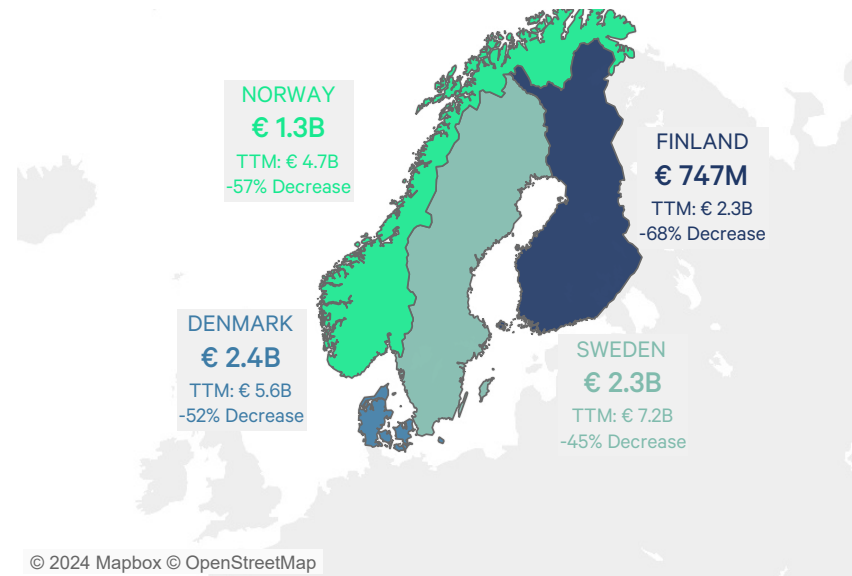 NORWAY
€ 1.3B
TTM: € 4.7B
-57% Decrease
FINLAND
€ 747M
TTM: € 2.3B
-68% Decrease
DENMARK
€ 2.4B
TTM: € 5.6B
-52% Decrease
SWEDEN
€ 2.3B
TTM: € 7.2B
-45% Decrease
© 2024 Mapbox © OpenStreetMap